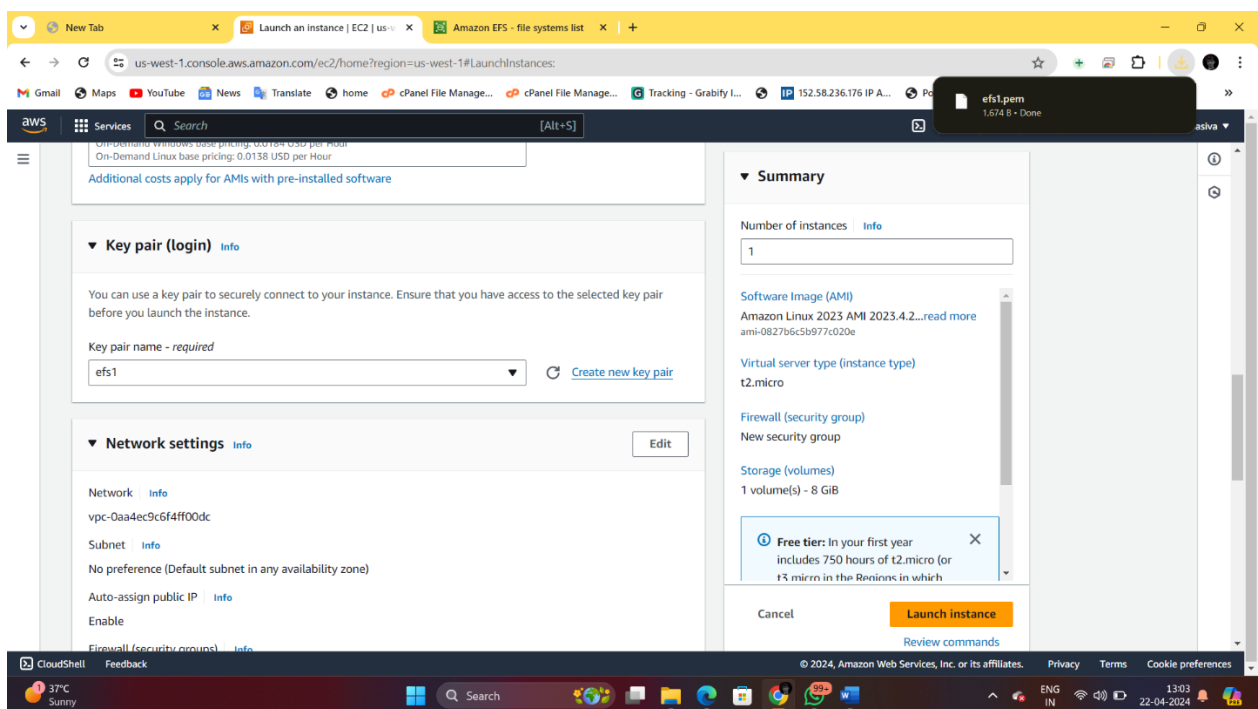 New Tab
Launch an instance | EC2 | us-w
Amazon EFS - file systems list
us-west-1.console.aws.amazon.com/ec2/home?region=us-west-1#LaunchInstances:
Gmail
Maps
YouTube
News
Translate
home
cPanel File Manage...
cPanel File Manage...
Tracking - Grabify l...
152.58.236.176 IP A...
efs1.pem
1,674 B • Done
aws
Services
Search
[Alt+S]
asiva
On-Demand Windows base pricing: 0.0184 USD per Hour
On-Demand Linux base pricing: 0.0138 USD per Hour
Additional costs apply for AMIs with pre-installed software
Key pair (login) Info
You can use a key pair to securely connect to your instance. Ensure that you have access to the selected key pair
before you launch the instance.
Key pair name - required
efs1
Create new key pair
Network settings Info
Edit
Network Info
vpc-0aa4ec9c6f4ff00dc
Subnet Info
No preference (Default subnet in any availability zone)
Auto-assign public IP Info
Enable
Firewall (security groups) Info
Summary
Number of instances Info
1
Software Image (AMI)
Amazon Linux 2023 AMI 2023.4.2...read more
ami-0827b6c5b977c020e
Virtual server type (instance type)
t2.micro
Firewall (security group)
New security group
Storage (volumes)
1 volume(s) - 8 GiB
Free tier: In your first year
includes 750 hours of t2.micro (or
t3.micro in the Regions in which
Cancel
Launch instance
Review commands
CloudShell
Feedback
© 2024, Amazon Web Services, Inc. or its affiliates.
Privacy
Terms
Cookie preferences
1
37°C
Sunny
Search
99+
ENG
IN
13:03
22-04-2024